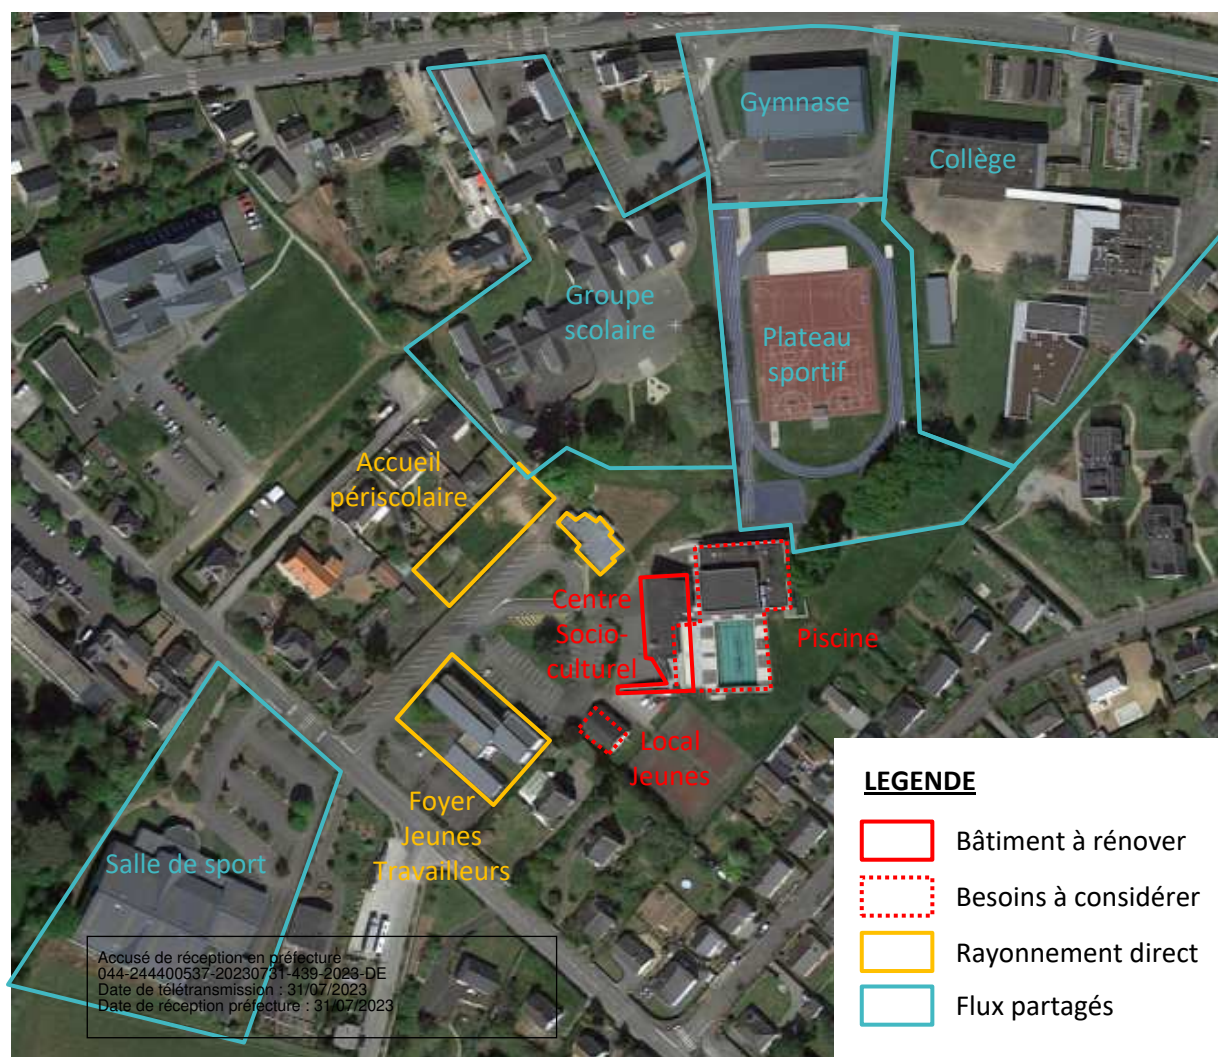 Gymnase
Collège
Groupe
scolaire
Plateau
sportif
Accueil
périscolaire
Centre
Socio-
culturel
Piscine
Local
Jeunes
Foyer
Jeunes
Travailleurs
Salle de sport
Accusé de réception en préfecture
044-244400537-20230731-439-2023-DE
Date de télétransmission : 31/07/2023
Date de réception préfecture : 31/07/2023
LEGENDE
Bâtiment à rénover
Besoins à considérer
Rayonnement direct
Flux partagés